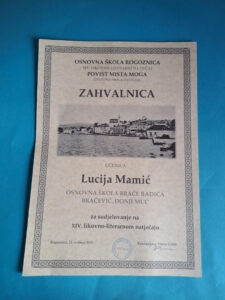 OSNOVNA ŠKOLA ROGOZNICA
POVIST MISTA MOGA
ZAHVALNICA
UČENICA
Lucija Mamić
OSNOVNA ŠKOLA BRAĆE RADIĆA
BRAČEVIĆ, DONJI MUĆ
za sudjelovanje na
XIV. likovno-literarnom natječaju